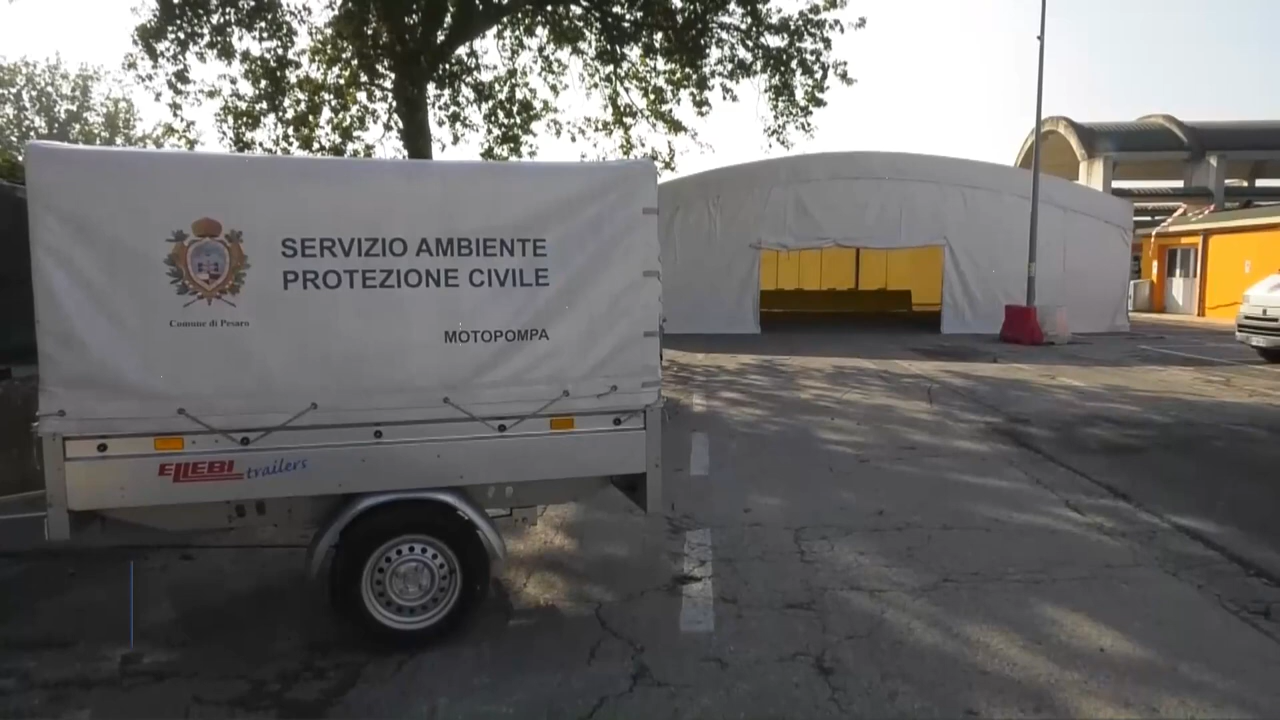 SERVIZIO AMBIENTE
PROTEZIONE CIVILE
Comune di Pesaro
MOTOPOMPA
ELLEBI trailers